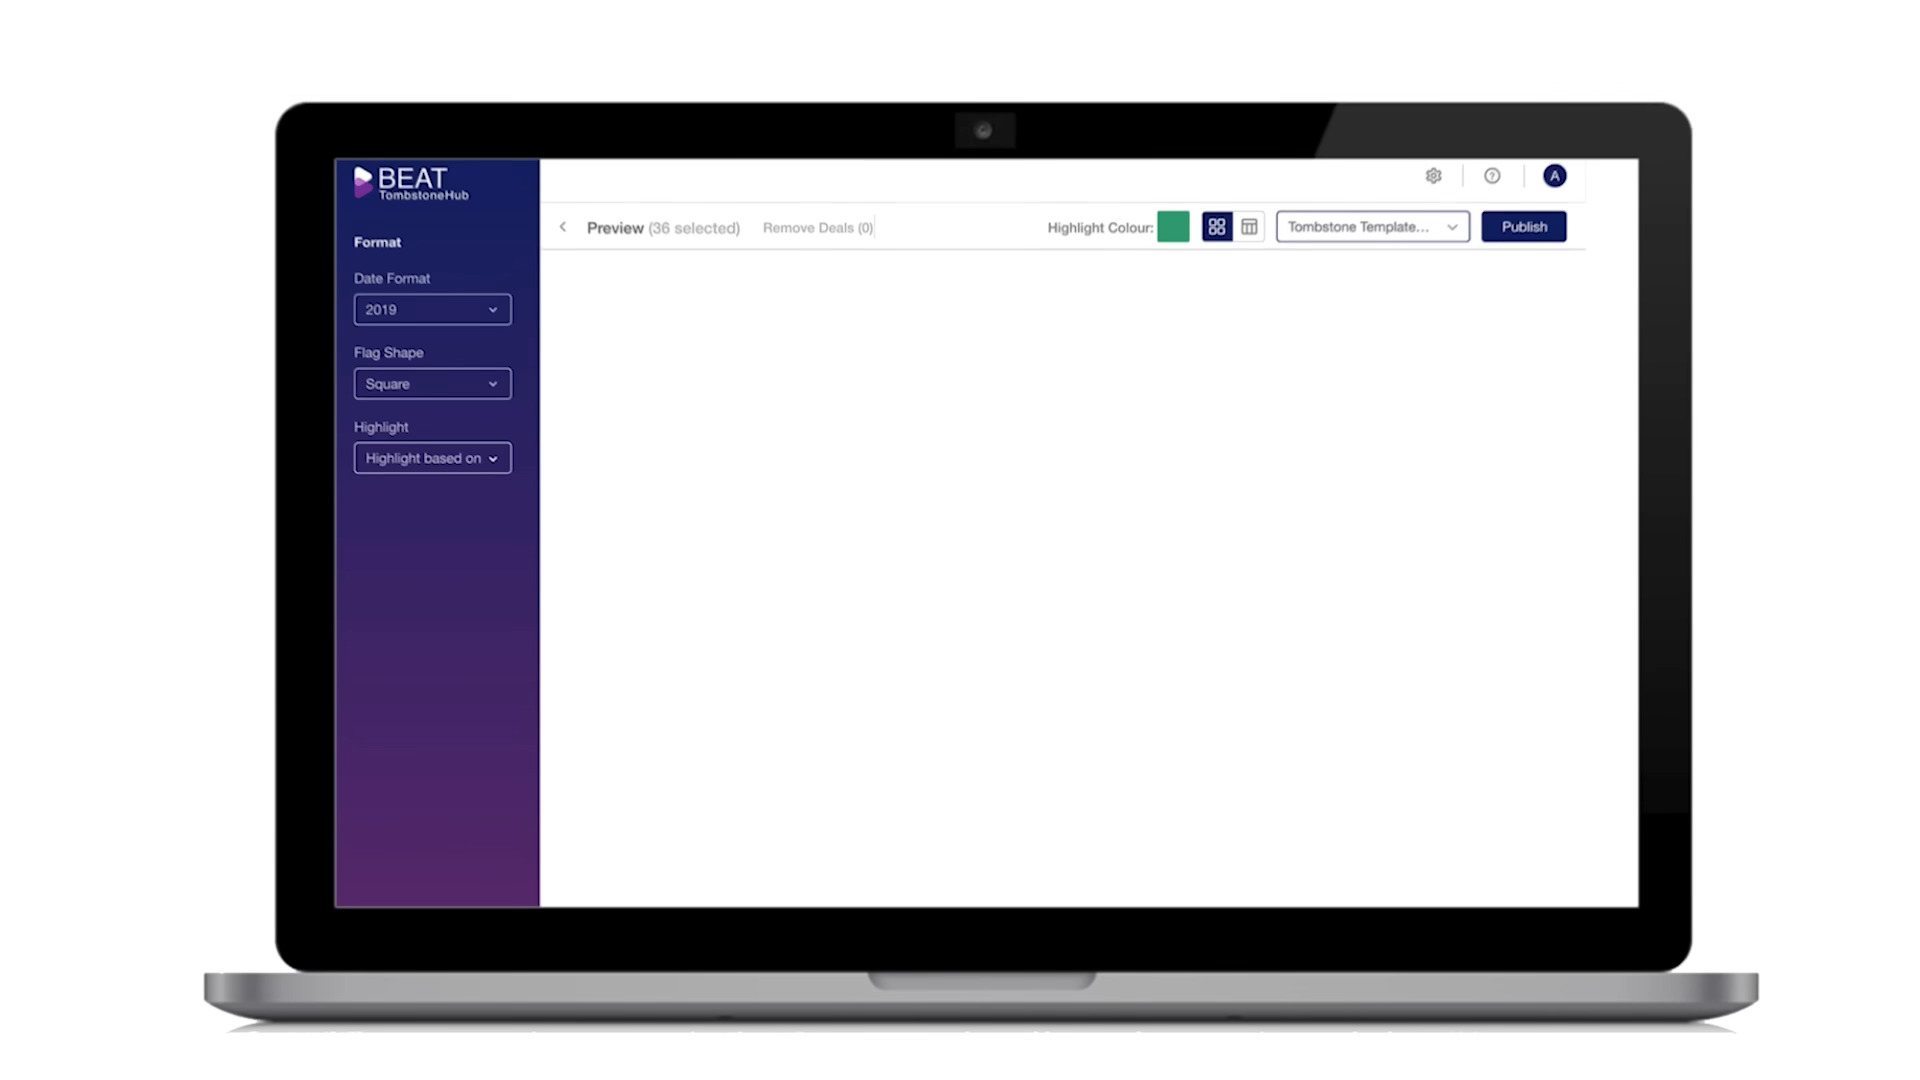 BEAT
TombstoneHub
A
Preview (36 selected) Remove Deals (0) Highlight Colour: Tombstone Template... Publish
Format
Date Format
2019
Flag Shape
Square
Highlight
Highlight based on